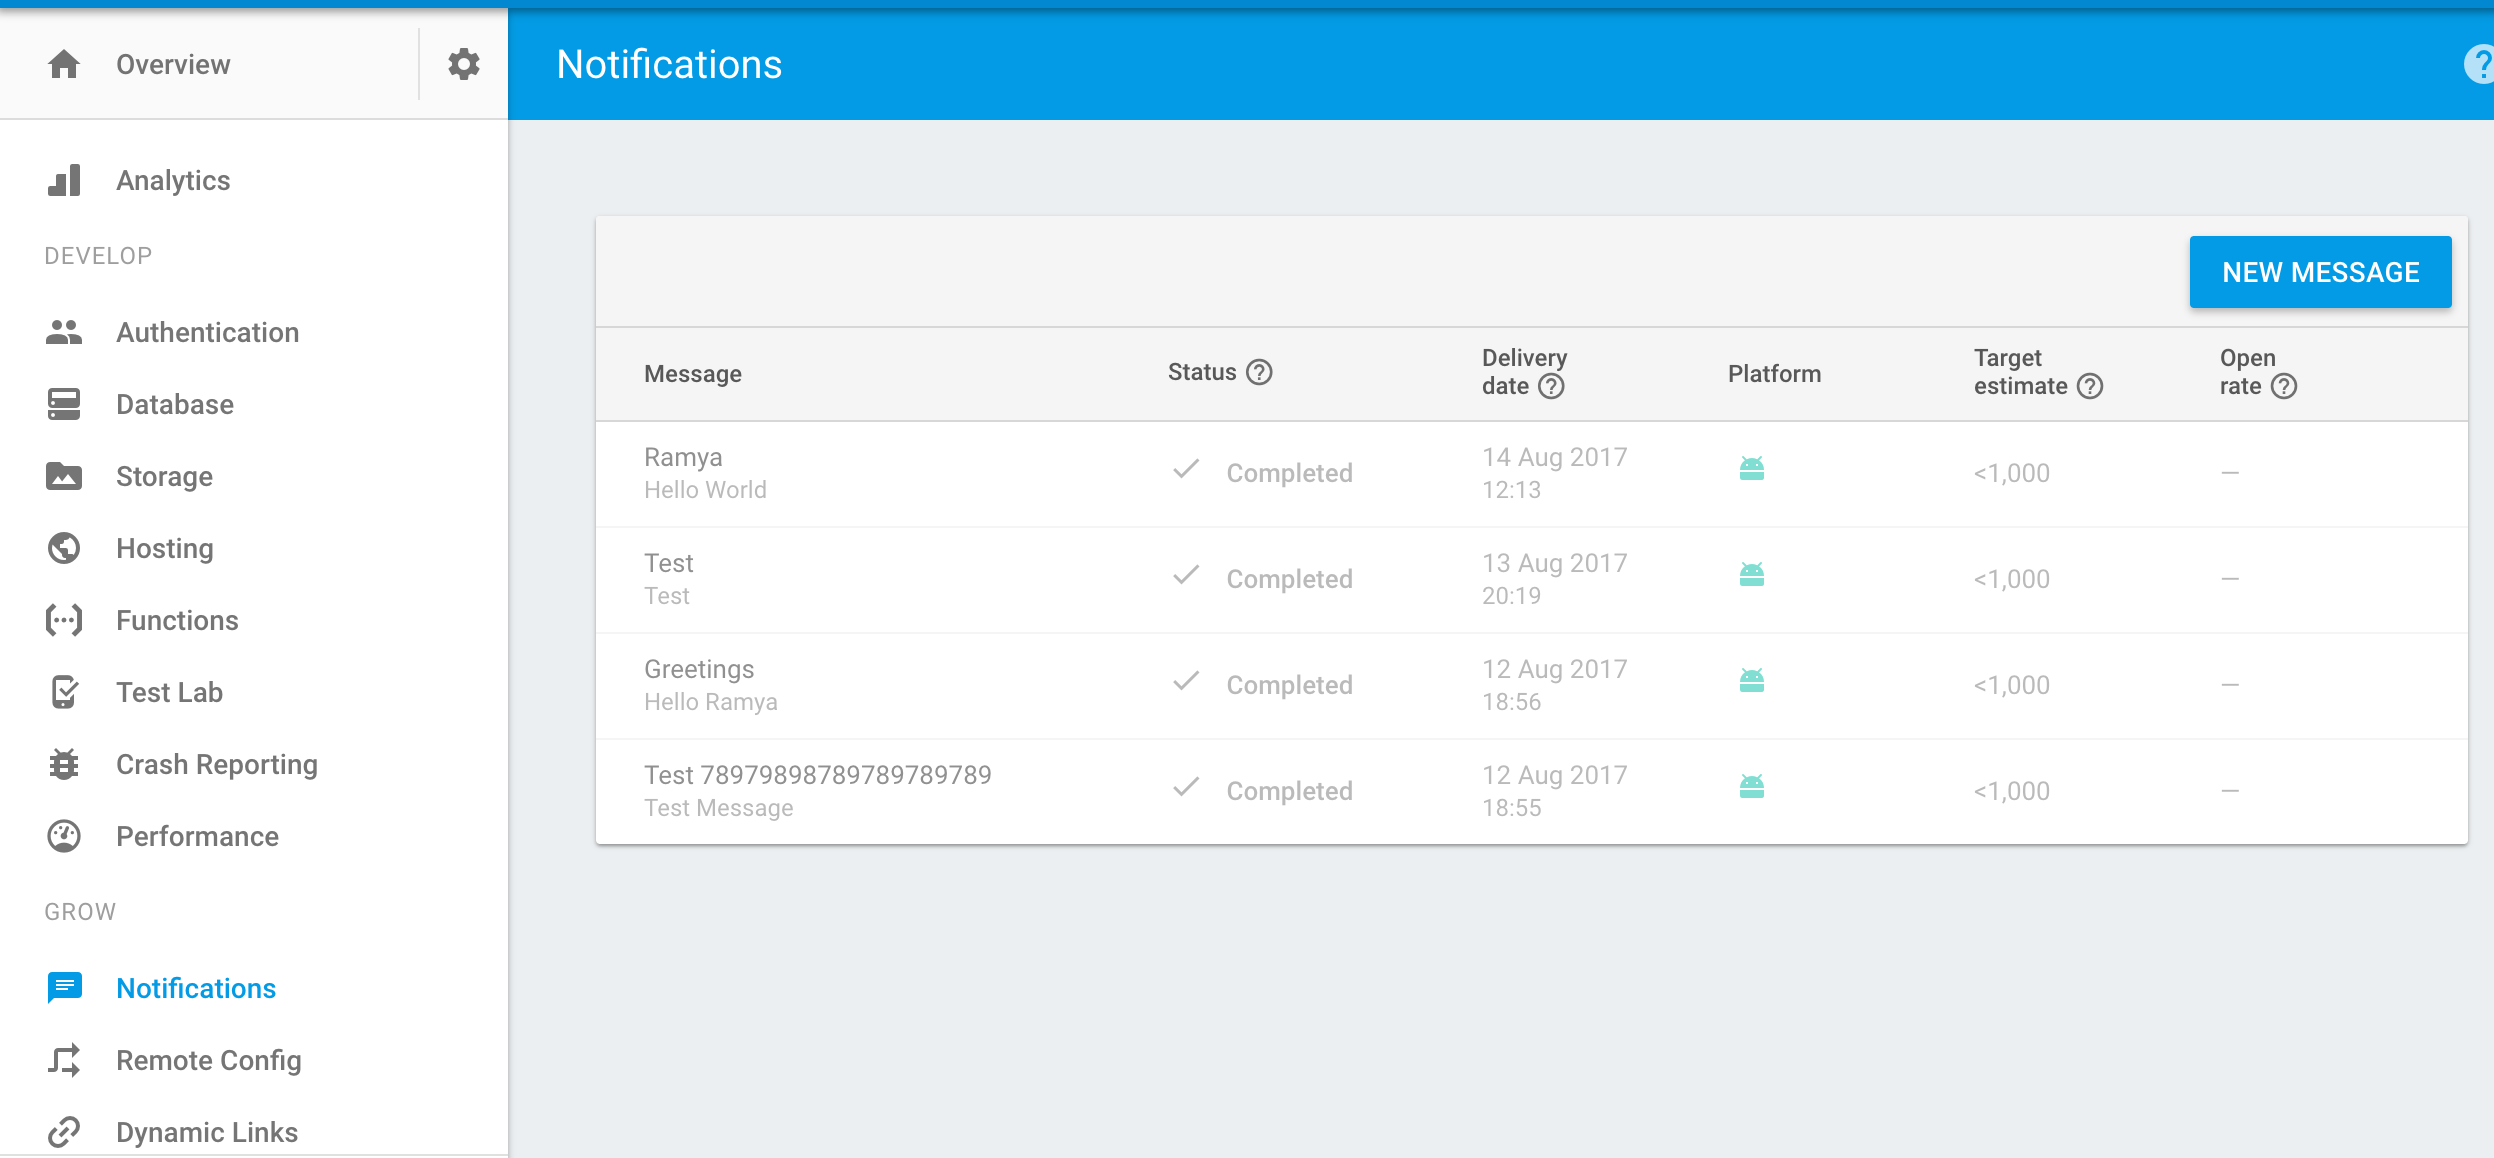 Overview
Analytics
DEVELOP
Authentication
Database
Storage
Hosting
Functions
Test Lab
Crash Reporting
Performance
GROW
Notifications
Remote Config
Dynamic Links
Notifications
?
NEW MESSAGE
Message
Status ?
Delivery
date ?
Platform
Target
estimate ?
Open
rate ?
Ramya
Hello World
Completed
14 Aug 2017
12:13
<1,000
—
Test
Test
Completed
13 Aug 2017
20:19
<1,000
—
Greetings
Hello Ramya
Completed
12 Aug 2017
18:56
<1,000
—
Test 78979898789789789789
Test Message
Completed
12 Aug 2017
18:55
<1,000
—